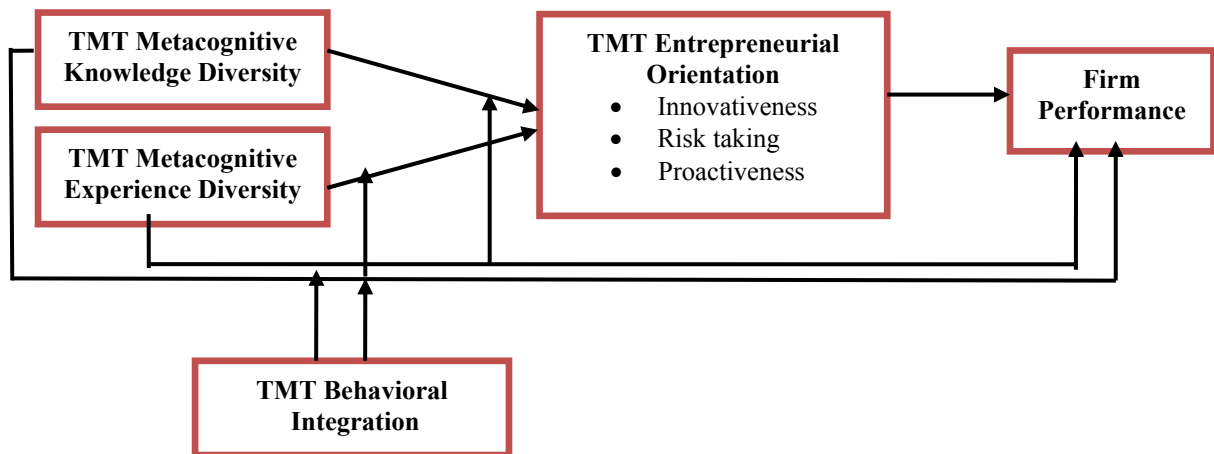 TMT Metacognitive
Knowledge Diversity
TMT Metacognitive
Experience Diversity
TMT Entrepreneurial
Orientation
• Innovativeness
• Risk taking
• Proactiveness
Firm
Performance
TMT Behavioral
Integration